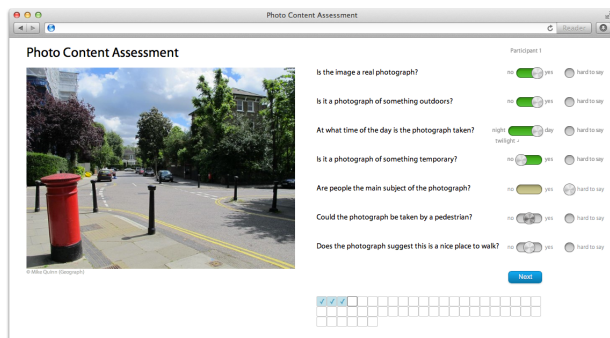 Photo Content Assessment
Reader
Photo Content Assessment
Participant 1
Is the image a real photograph?
no yes hard to say
Is it a photograph of something outdoors?
no yes hard to say
At what time of the day is the photograph taken?
night day hard to say
twilight
Is it a photograph of something temporary?
no yes hard to say
Are people the main subject of the photograph?
no yes hard to say
Could the photograph be taken by a pedestrian?
no yes hard to say
Does the photograph suggest this is a nice place to walk?
no yes hard to say
© Mike Quinn (Geograph)
Next